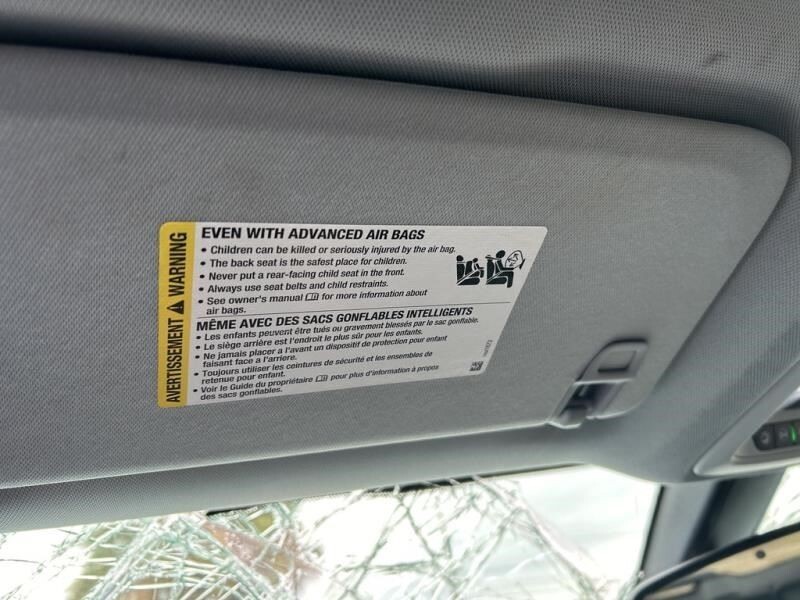 AVERTISSEMENT WARNING
EVEN WITH ADVANCED AIR BAGS
• Children can be killed or seriously injured by the air bag.
• The back seat is the safest place for children.
• Never put a rear-facing child seat in the front.
• Always use seat belts and child restraints.
• See owner's manual for more information about
air bags.
MÊME AVEC DES SACS GONFLABLES INTELLIGENTS
• Les enfants peuvent être tués ou gravement blessés par le sac gonflable.
• Le siège arrière est l'endroit le plus sûr pour les enfants.
• Ne jamais placer à l'avant un dispositif de protection pour enfant
faisant face à l'arrière.
• Toujours utiliser les ceintures de sécurité et les ensembles de
retenue pour enfant.
• Voir le Guide du propriétaire pour plus d'information à propos
des sacs gonflables.